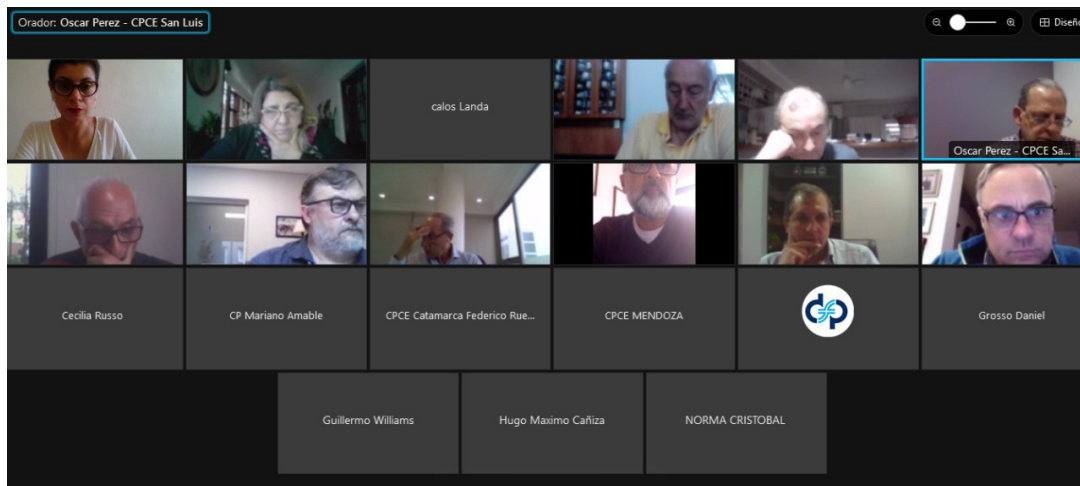 Orador: Oscar Perez - CPCE San Luis
Diseño
calos Landa
Oscar Perez - CPCE Sa...
Cecilia Russo
CP Mariano Amable
CPCE Catamarca Federico Rue...
CPCE MENDOZA
Grosso Daniel
Guillermo Williams
Hugo Maximo Cañiza
NORMA CRISTOBAL